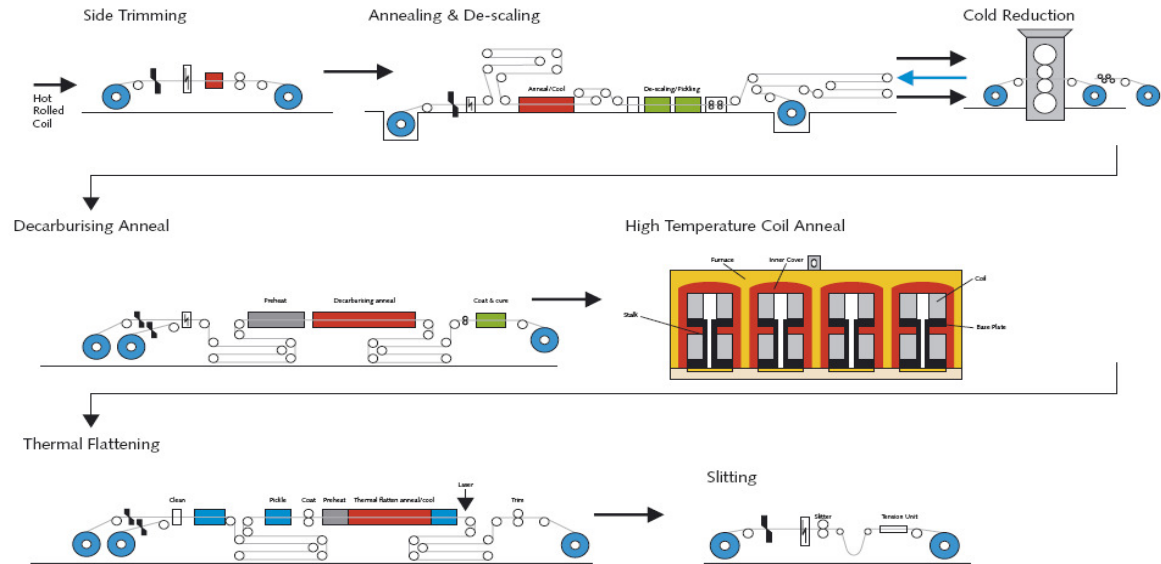 Side Trimming
Annealing & De-scaling
Cold Reduction
Hot
Rolled
Coil
Anneal/Cool
De-scaling/Pickling
Decarburising Anneal
High Temperature Coil Anneal
Furnace
Inner Cover
Coil
Stalk
Base Plate
Preheat
Decarburising anneal
Coat & cure
Thermal Flattening
Slitting
Clean
Pickle
Coat
Preheat
Thermal flatten anneal/cool
Laser
Trim
Slitter
Tension Unit